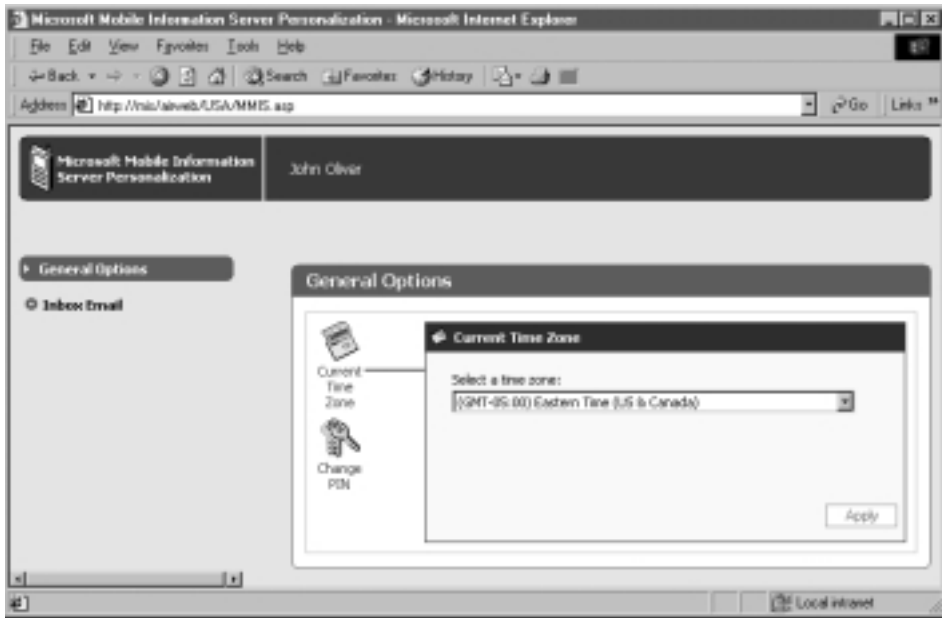 Microsoft Mobile Information Server Personalization - Microsoft Internet Explorer
File Edit View Favorites Tools Help
Back Search Favorites History
Address http://mis/airweb/USA/MMIS.asp Go Links »
Microsoft Mobile Information
Server Personalization
John Oliver
General Options
Inbox Email
General Options
Current
Time
Zone
Change
PIN
Current Time Zone
Select a time zone:
(GMT-05:00) Eastern Time (US & Canada)
Apply
Local intranet